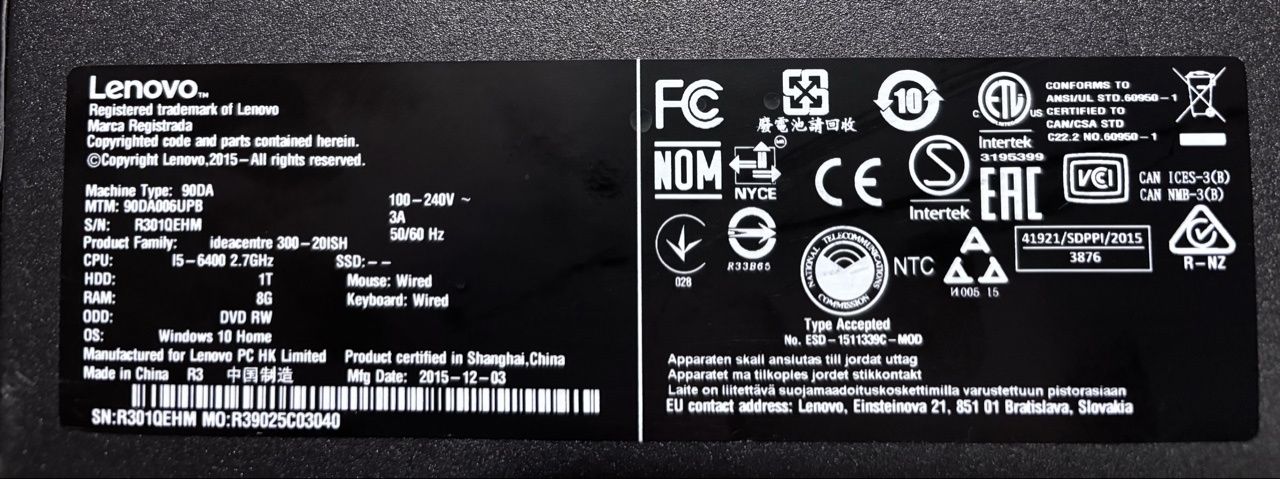 Lenovo™
Registered trademark of Lenovo
Marca Registrada
Copyrighted code and parts contained herein.
©Copyright Lenovo,2015-All rights reserved.
Machine Type: 90DA
MTM: 90DA006UPB
S/N: R301QEHM
Product Family: ideacentre 300-20ISH
CPU: I5-6400 2.7GHz SSD:--
HDD: 1T Mouse: Wired
RAM: 8G Keyboard: Wired
ODD: DVD RW
OS: Windows 10 Home
100-240V ~
3A
50/60 Hz
Manufactured for Lenovo PC HK Limited Product certified in Shanghai,China
Made in China R3 中国制造 Mfg Date: 2015-12-03
SN:R301QEHM MO:R39025C03040
FC
廢電池請回收
10
c ETL us
Intertek
3195399
CONFORMS TO
ANSI/UL STD.60950-1
CERTIFIED TO
CAN/CSA STD
C22.2 NO.60950-1
NOM
NYCE
CE
S
Intertek
EAC
VCI
CAN ICES-3(B)
CAN NMB-3(B)
028
R33B65
NATIONAL TELECOMMUNICATIONS COMMISSION
NTC
Type Accepted
No. ESD-1511339C-MOD
И005 15
41921/SDPPI/2015
3876
R-NZ
Apparaten skall anslutas till jordat uttag
Apparatet ma tilkoples jordet stikkontakt
Laite on liitettävä suojamaadoituskoskettimilla varustettuun pistorasiaan
EU contact address: Lenovo, Einsteinova 21, 851 01 Bratislava, Slovakia